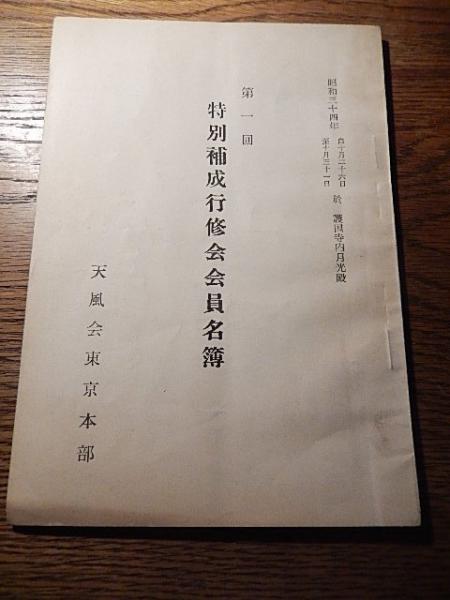 昭和三十四年 自十月二十六日 至十月三十一日 於 護国寺内月光殿
第一回
特別補成行修会会員名簿
天風会東京本部